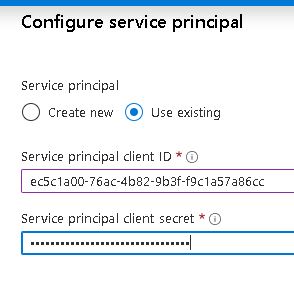 Configure service principal
Service principal
Create new
Use existing
Service principal client ID *
ec5c1a00-76ac-4b82-9b3f-f9c1a57a86cc
Service principal client secret *
••••••••••••••••••••••••••••••••